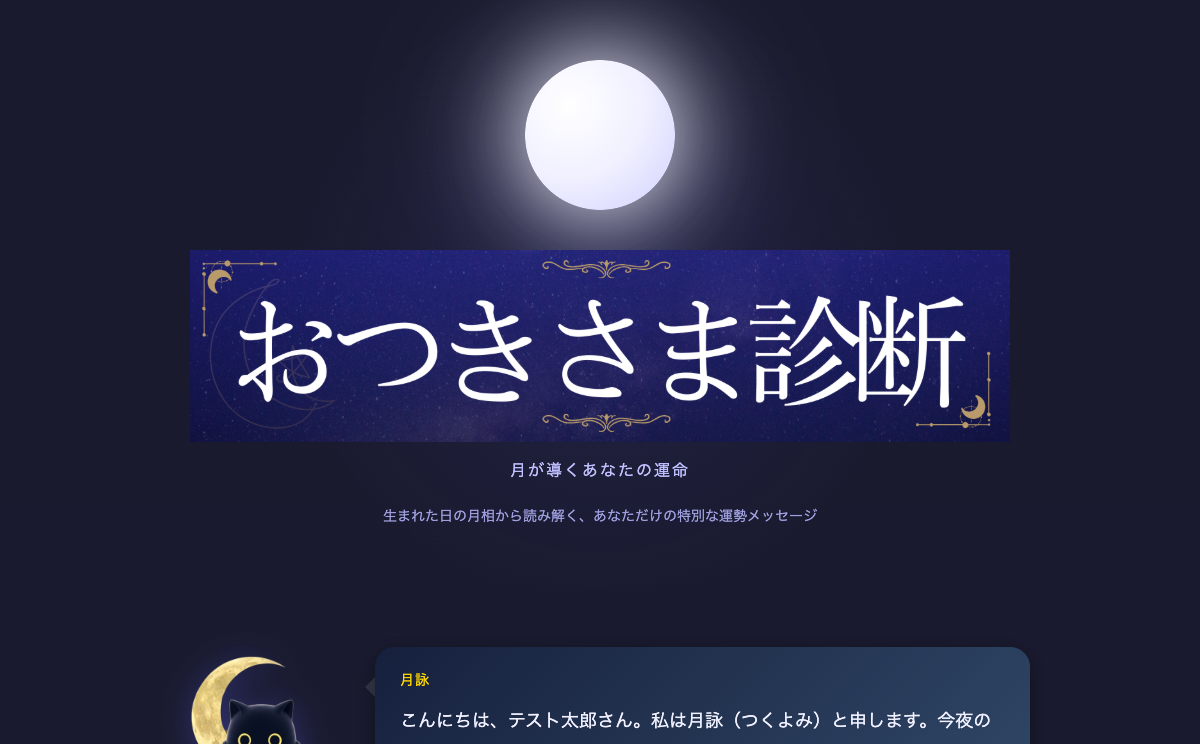 おつきさま診断
月が導くあなたの運命
生まれた日の月相から読み解く、あなただけの特別な運勢メッセージ
月詠
こんにちは、テスト太郎さん。私は月詠（つくよみ）と申します。今夜の